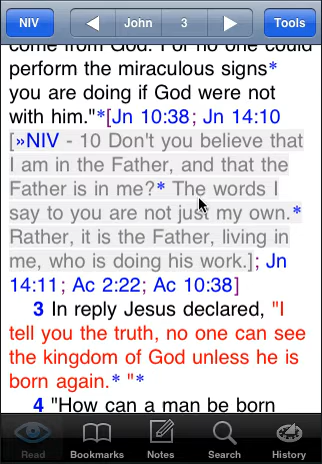 NIV John 3 Tools
come from God. For no one could
perform the miraculous signs*
you are doing if God were not
with him."*[Jn 10:38; Jn 14:10
[»NIV - 10 Don't you believe that
I am in the Father, and that the
Father is in me?* The words I
say to you are not just my own.*
Rather, it is the Father, living in
me, who is doing his work.]; Jn
14:11; Ac 2:22; Ac 10:38]
3 In reply Jesus declared, "I
tell you the truth, no one can see
the kingdom of God unless he is
born again.* "*
4 "How can a man be born
Read Bookmarks Notes Search History